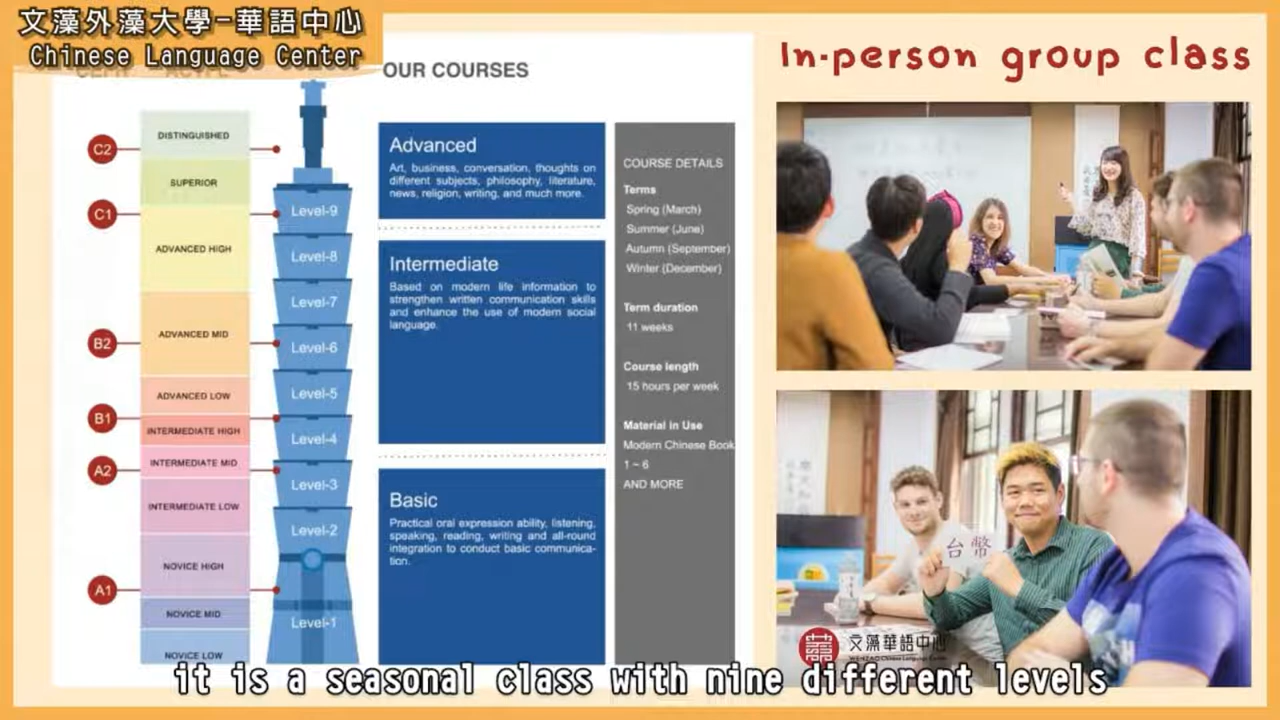 文藻外藻大學-華語中心
Chinese Language Center
In-person group class
OUR COURSES
C2
C1
B2
B1
A2
A1
DISTINGUISHED
SUPERIOR
ADVANCED HIGH
ADVANCED MID
ADVANCED LOW
INTERMEDIATE HIGH
INTERMEDIATE MID
INTERMEDIATE LOW
NOVICE HIGH
NOVICE MID
NOVICE LOW
Level-9
Level-8
Level-7
Level-6
Level-5
Level-4
Level-3
Level-2
Level-1
Advanced
Art, business, conversation, thoughts on
different subjects, philosophy, literature,
news, religion, writing, and much more.
Intermediate
Based on modern life information to
strengthen written communication skills
and enhance the use of modern social
language.
Basic
Practical oral expression ability, listening,
speaking, reading, writing and all-round
integration to conduct basic communica-
tion.
COURSE DETAILS
Terms
Spring (March)
Summer (June)
Autumn (September)
Winter (December)
Term duration
11 weeks
Course length
15 hours per week
Material in Use
Modern Chinese Book
1 ~ 6
AND MORE
台幣
文藻華語中心
WENZAO Chinese Language Center
it is a seasonal class with nine different levels